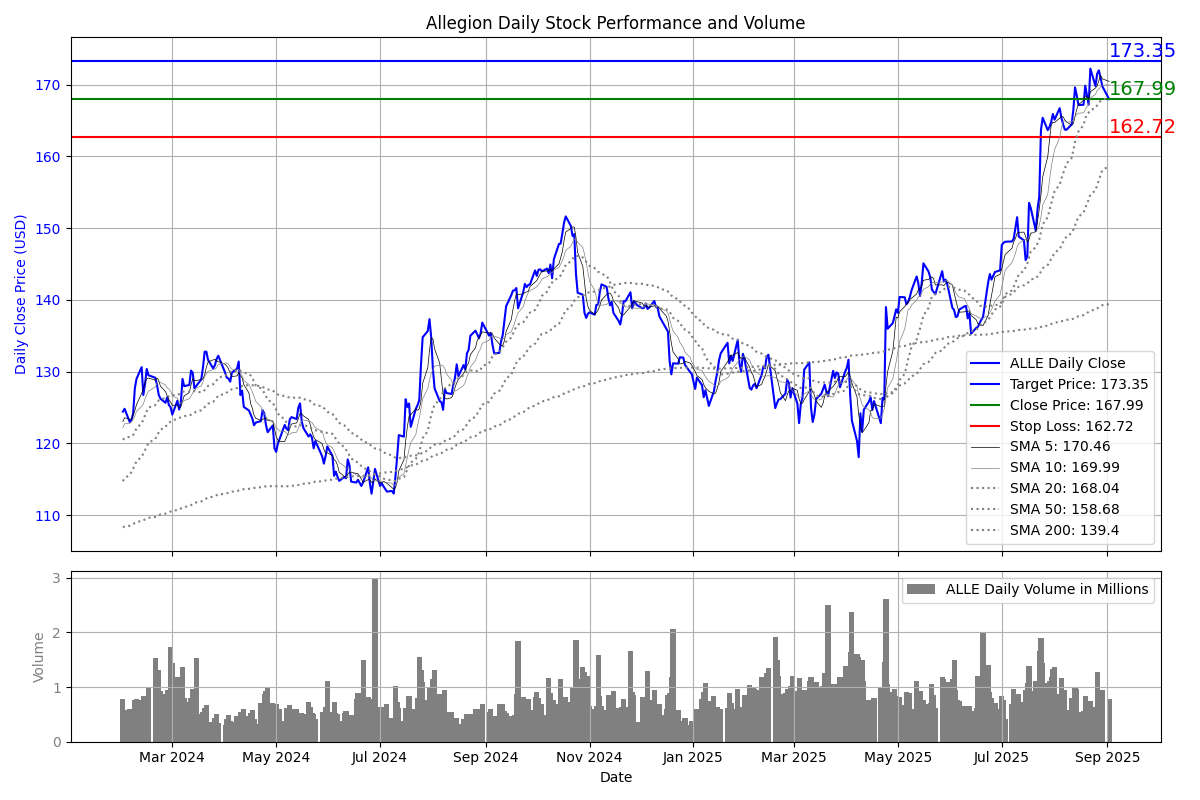 Allegion Daily Stock Performance and Volume
173.35
167.99
162.72
170
160
150
140
130
120
110
Daily Close Price (USD)
ALLE Daily Close
Target Price: 173.35
Close Price: 167.99
Stop Loss: 162.72
SMA 5: 170.46
SMA 10: 169.99
SMA 20: 168.04
SMA 50: 158.68
SMA 200: 139.4
3
2
1
0
Volume
ALLE Daily Volume in Millions
Mar 2024
May 2024
Jul 2024
Sep 2024
Nov 2024
Jan 2025
Mar 2025
May 2025
Jul 2025
Sep 2025
Date